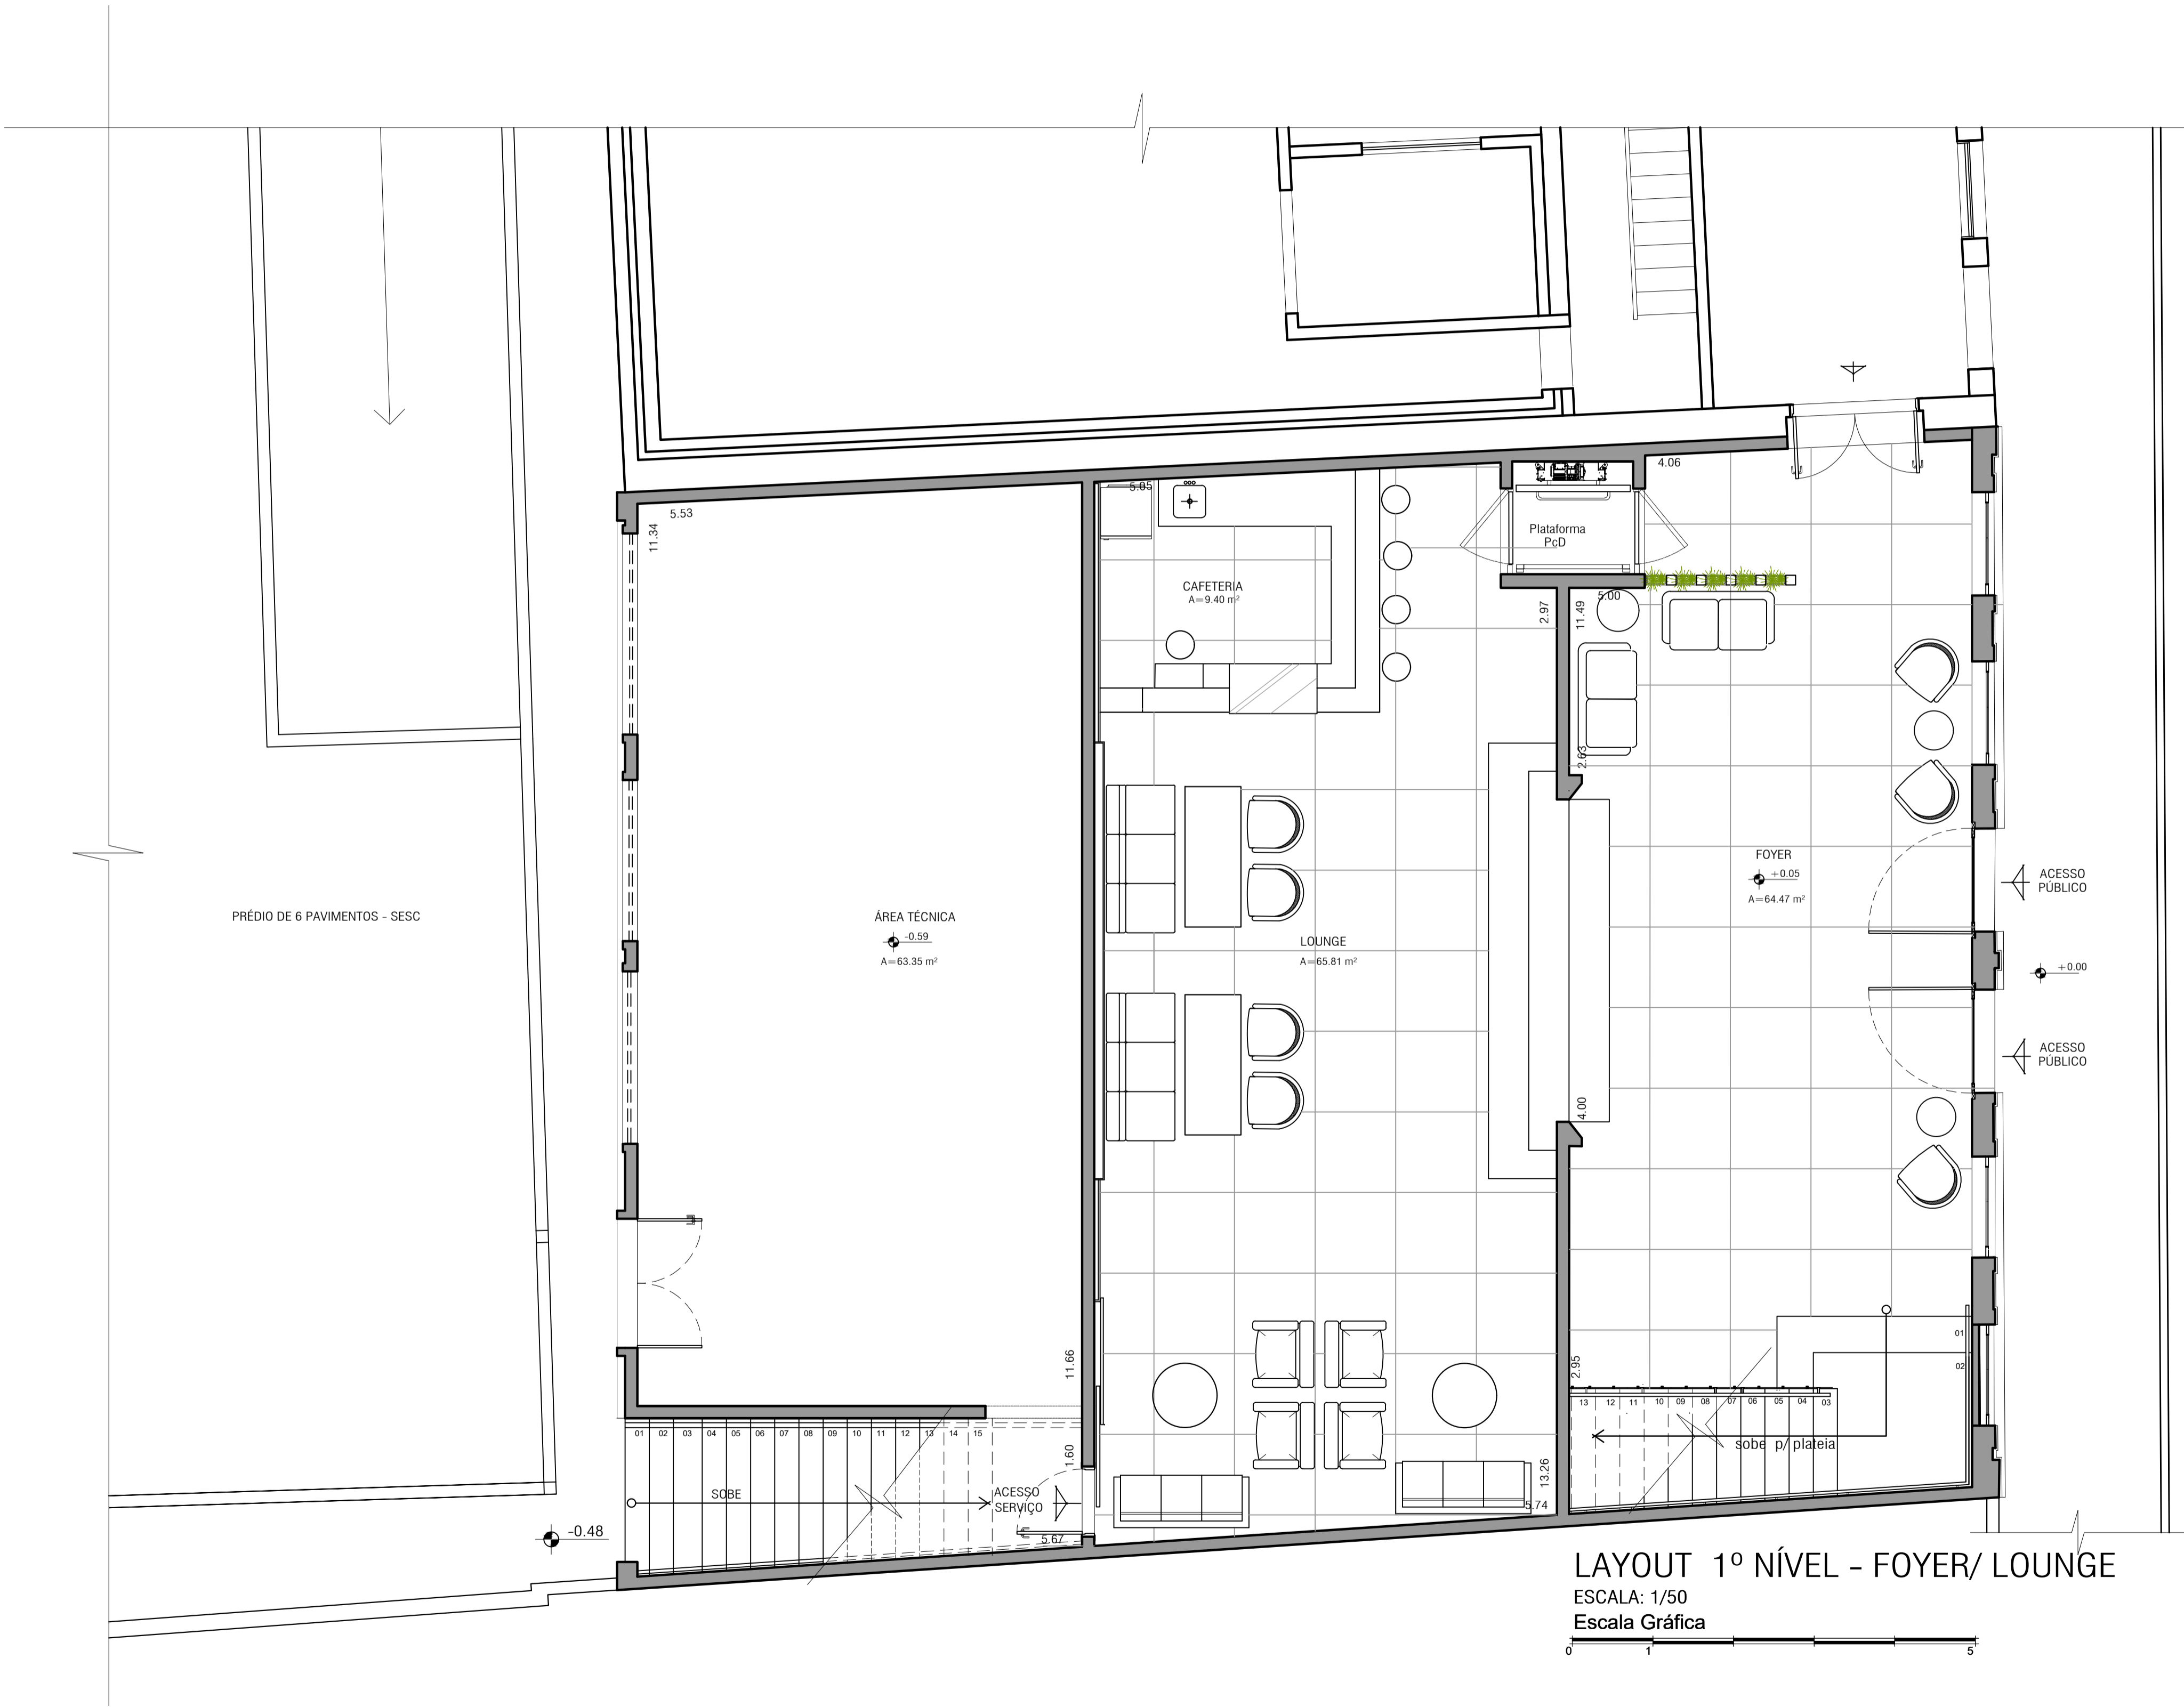 4.06
5.05
5.53
11.34
Plataforma
PcD
CAFETERIA
A=9.40 m²
2.97
11.49
5.00
2.63
FOYER
+0.05
A=64.47 m²
ACESSO
PÚBLICO
PRÉDIO DE 6 PAVIMENTOS - SESC
ÁREA TÉCNICA
-0.59
A=63.35 m²
LOUNGE
A=65.81 m²
+0.00
ACESSO
PÚBLICO
4.00
01
02
2.95
11.66
13 12 11 10 09 08 07 06 05 04 03
sobe p/ plateia
01 02 03 04 05 06 07 08 09 10 11 12 13 14 15
1.60
13.26
SOBE
ACESSO
SERVIÇO
5.74
-0.48
5.67
LAYOUT 1º NÍVEL - FOYER/ LOUNGE
ESCALA: 1/50
Escala Gráfica
0 1 5